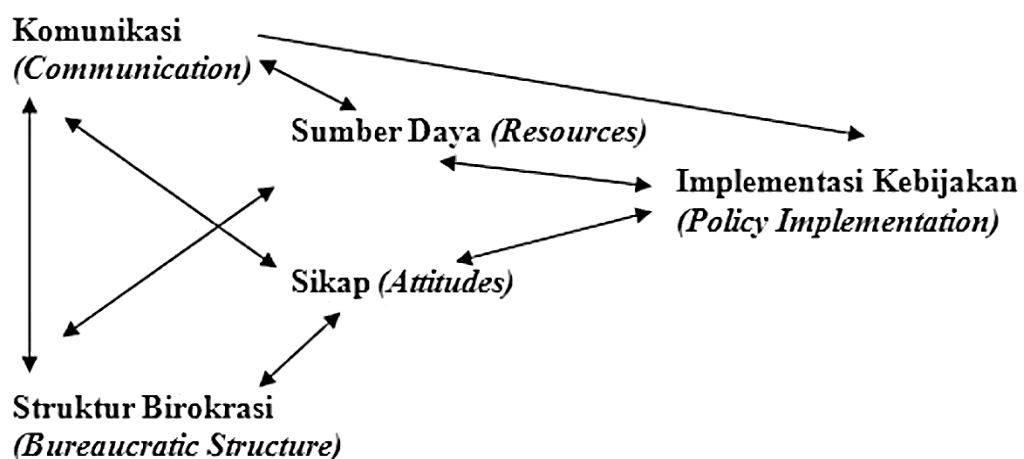 Komunikasi
(Communication)
Sumber Daya (Resources)
Implementasi Kebijakan
(Policy Implementation)
Sikap (Attitudes)
Struktur Birokrasi
(Bureaucratic Structure)